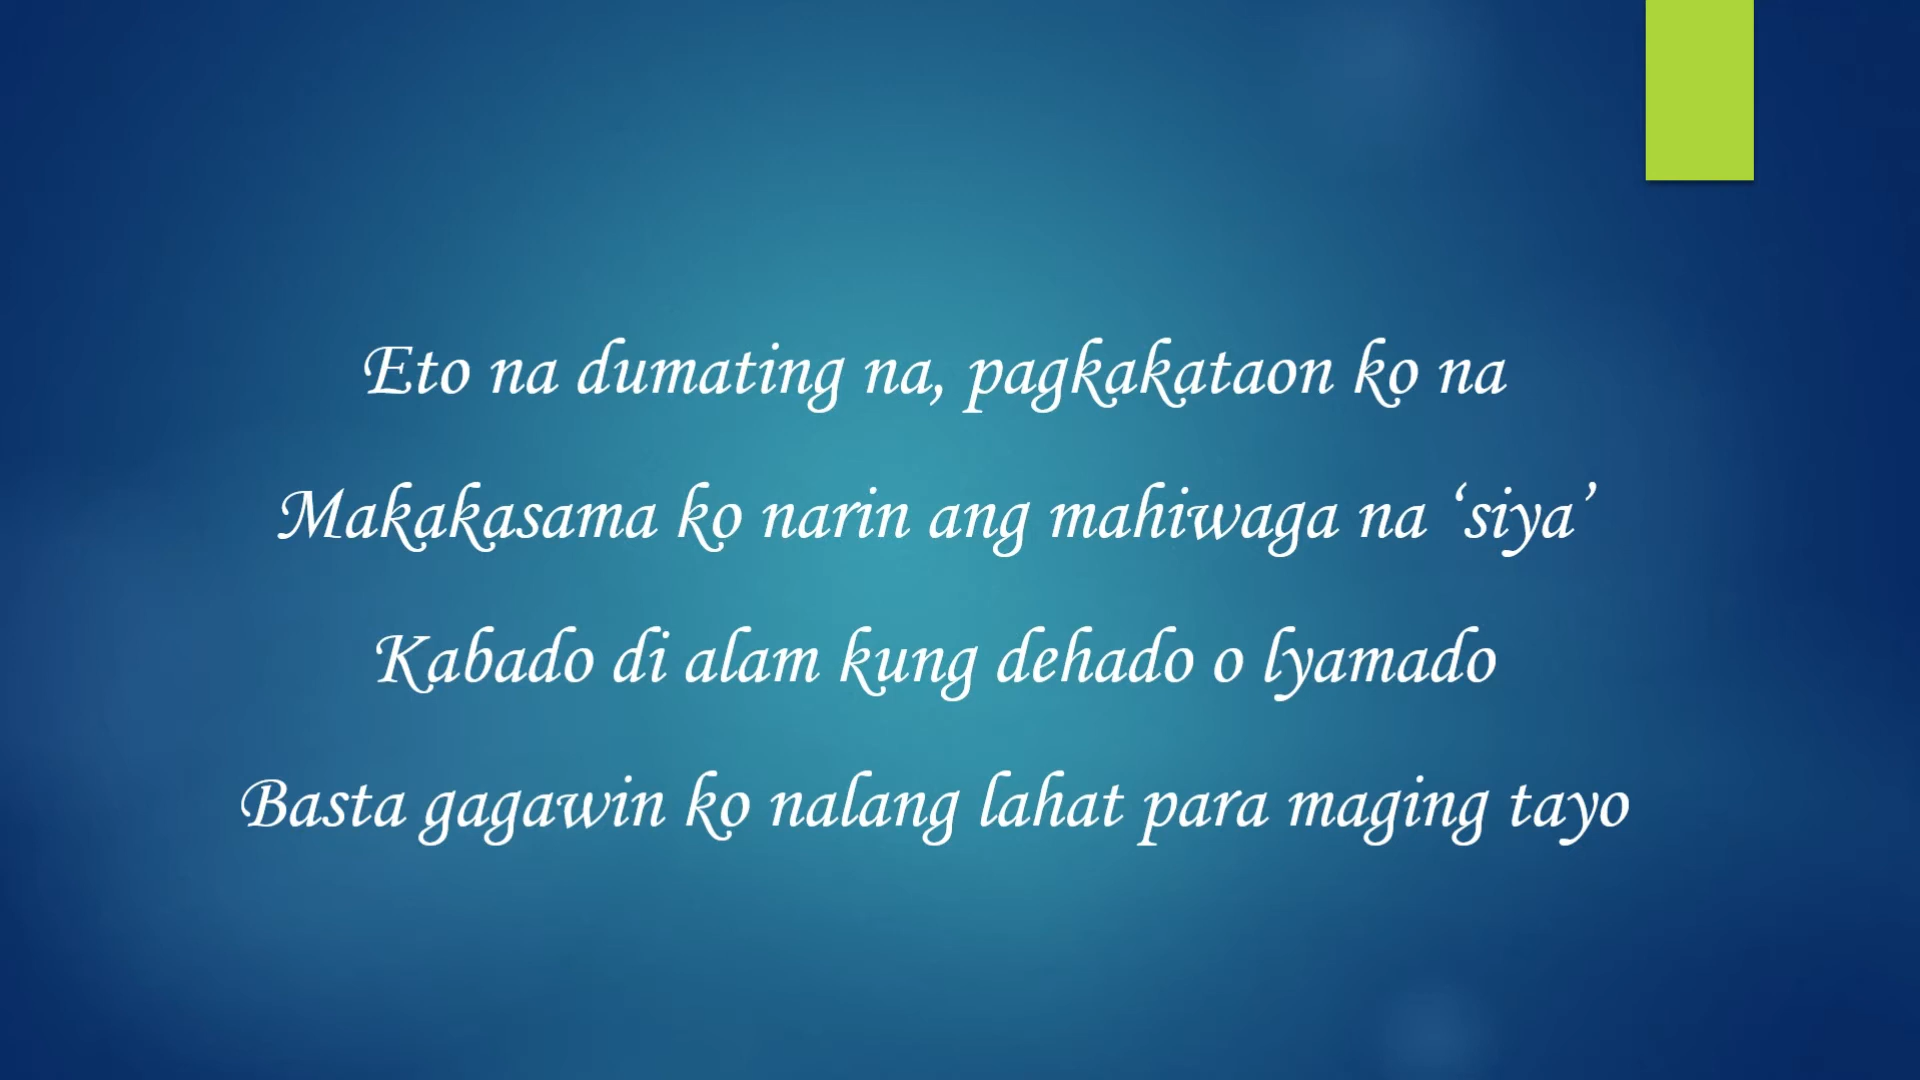 Eto na dumating na, pagkakataon ko na
Makakasama ko narin ang mahiwaga na ‘siya’
Kabado di alam kung dehado o lyamado
Basta gagawin ko nalang lahat para maging tayo